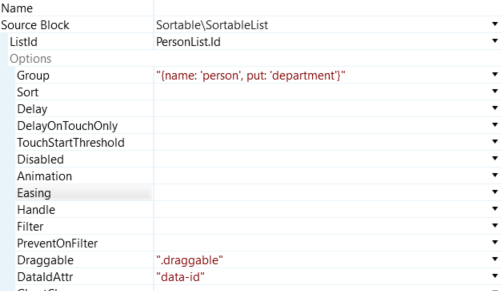 Name
Source Block Sortable\SortableList
ListId PersonList.Id
Options
Group "{name: 'person', put: 'department'}"
Sort
Delay
DelayOnTouchOnly
TouchStartThreshold
Disabled
Animation
Easing
Handle
Filter
PreventOnFilter
Draggable ".draggable"
DataIdAttr "data-id"